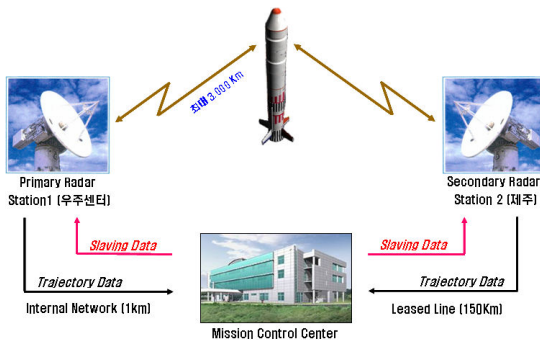 최대 3,000 Km
Primary Radar
Station1 (우주센터)
Secondary Radar
Station 2 (제주)
Slaving Data
Slaving Data
Trajectory Data
Trajectory Data
Internal Network (1km)
Leased Line (150Km)
Mission Control Center